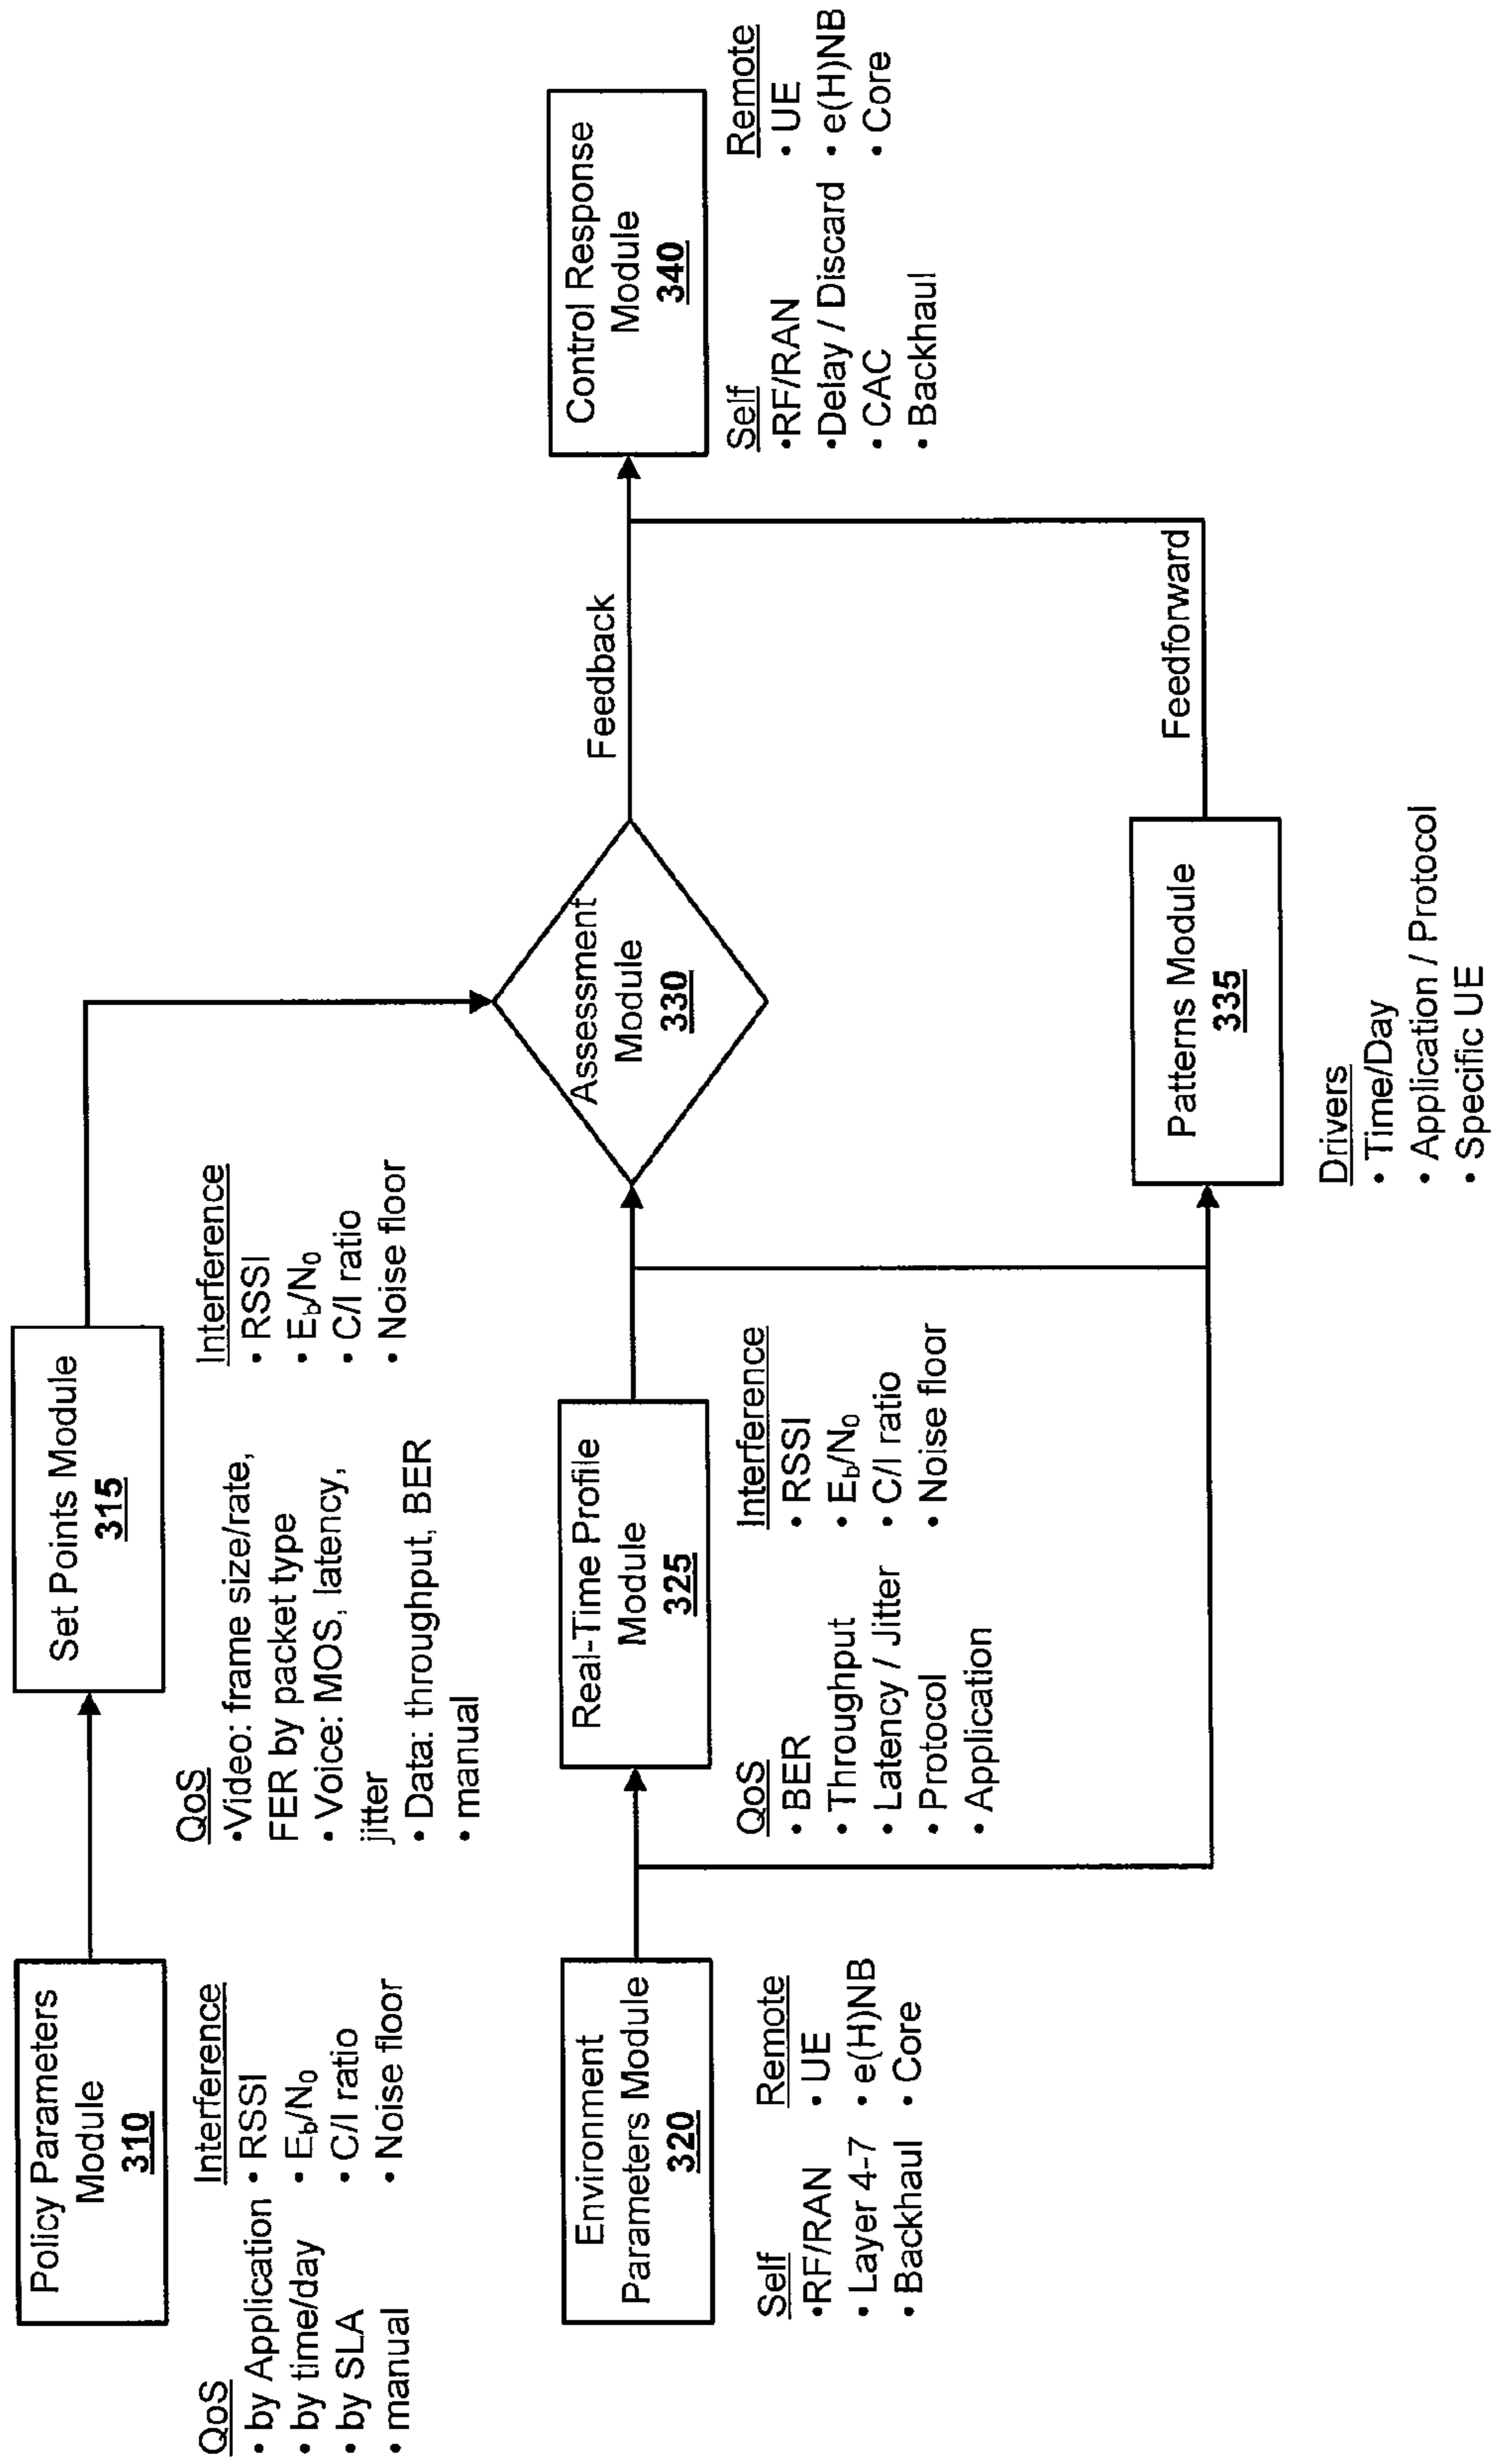 Policy Parameters
Module
310
QoS
• by Application
• by time/day
• by SLA
• manual
Interference
• RSSI
• Eb/N0
• C/I ratio
• Noise floor
Set Points Module
315
QoS
•Video: frame size/rate,
FER by packet type
• Voice: MOS, latency,
jitter
• Data: throughput, BER
• manual
Interference
• RSSI
• Eb/N0
• C/I ratio
• Noise floor
Environment
Parameters Module
320
Self
•RF/RAN
• Layer 4-7
• Backhaul
Remote
• UE
• e(H)NB
• Core
Real-Time Profile
Module
325
QoS
• BER
• Throughput
• Latency / Jitter
• Protocol
• Application
Interference
• RSSI
• Eb/N0
• C/I ratio
• Noise floor
Assessment
Module
330
Feedback
Control Response
Module
340
Self
•RF/RAN
•Delay / Discard
• CAC
• Backhaul
Remote
• UE
• e(H)NB
• Core
Patterns Module
335
Drivers
• Time/Day
• Application / Protocol
• Specific UE
Feedforward